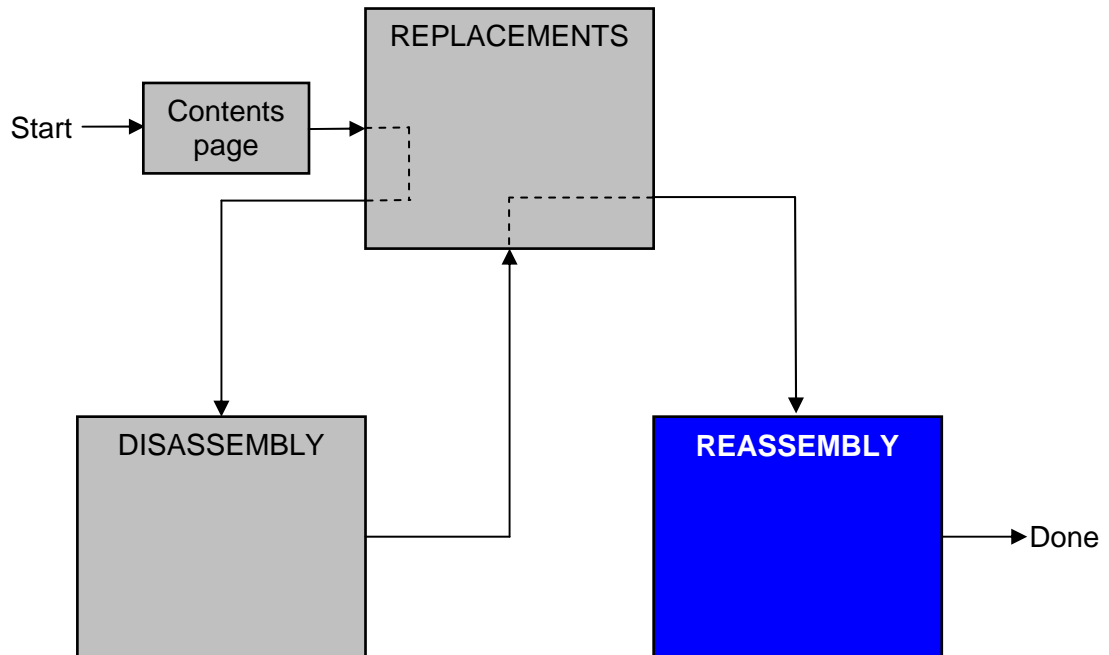 REPLACEMENTS
Start
Contents
page
DISASSEMBLY
REASSEMBLY
Done